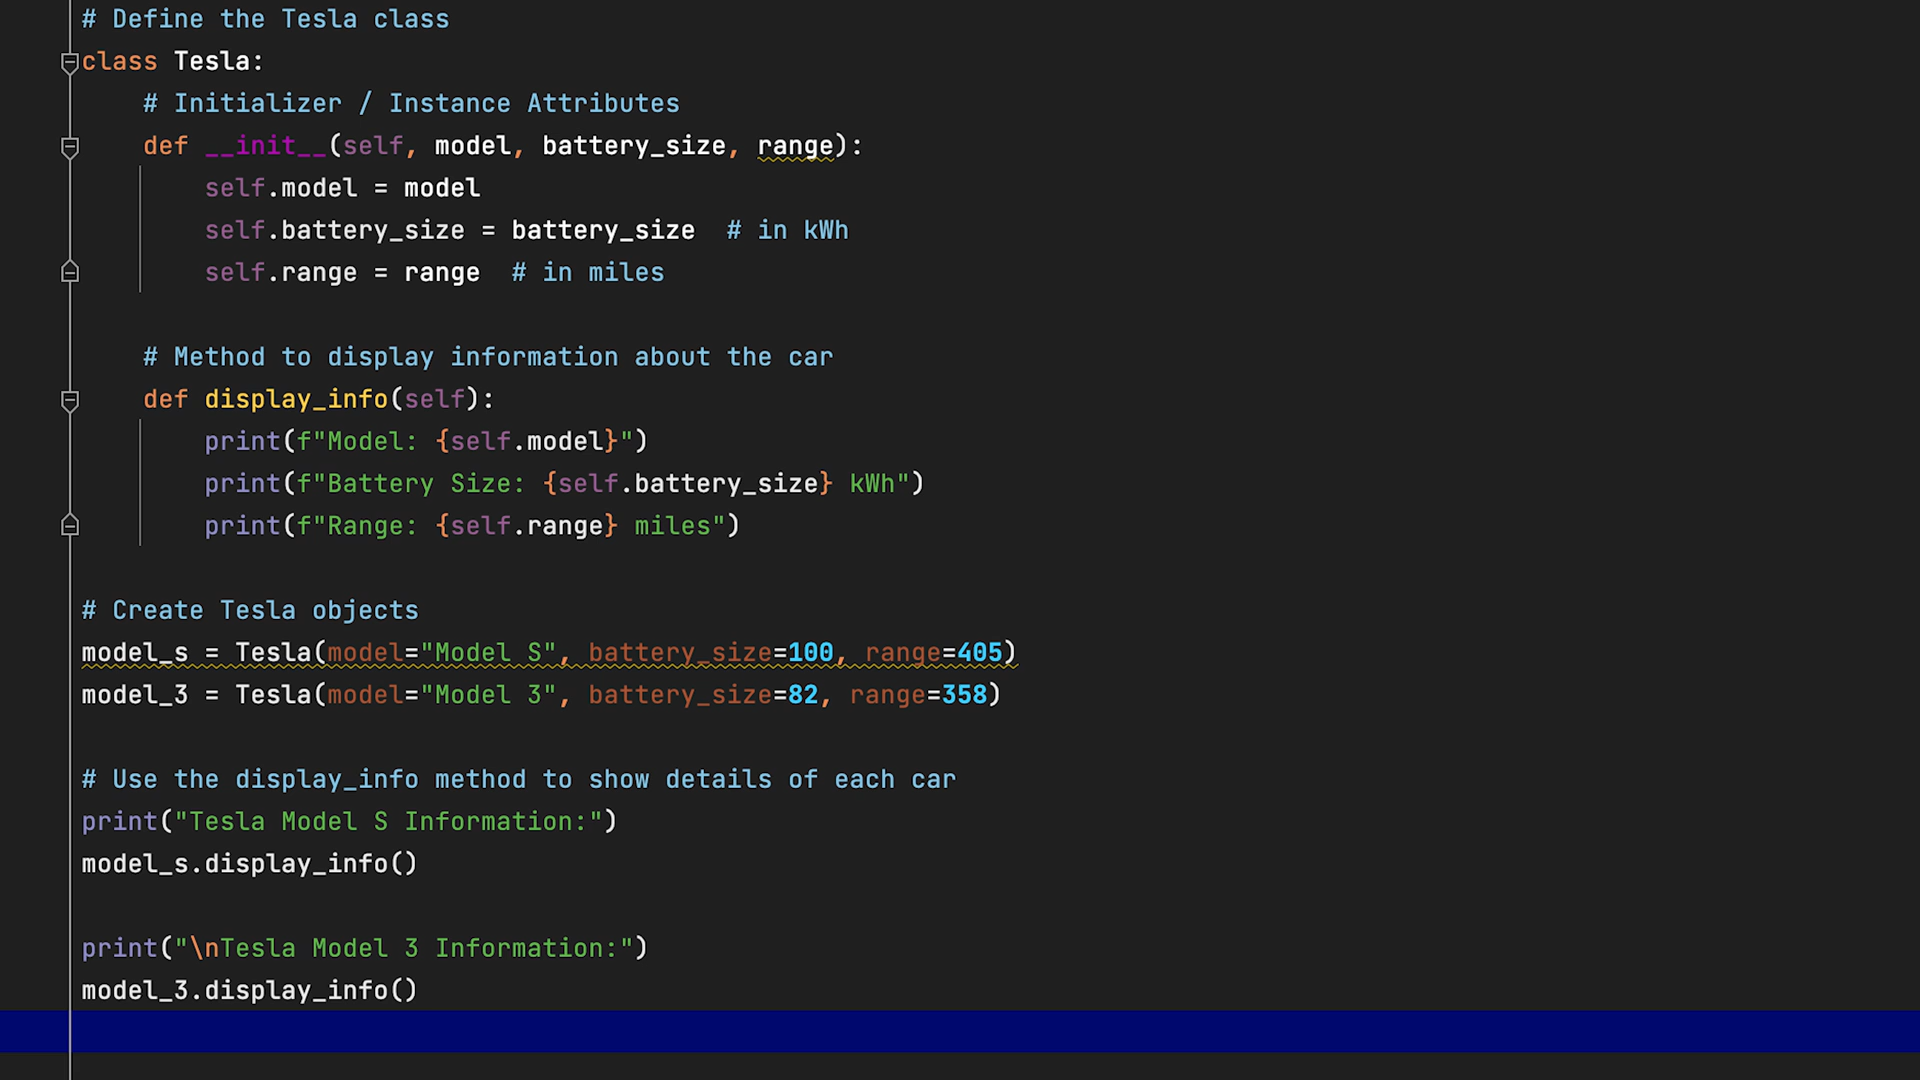 # Define the Tesla class
class Tesla:
    # Initializer / Instance Attributes
    def __init__(self, model, battery_size, range):
        self.model = model
        self.battery_size = battery_size  # in kWh
        self.range = range  # in miles

    # Method to display information about the car
    def display_info(self):
        print(f"Model: {self.model}")
        print(f"Battery Size: {self.battery_size} kWh")
        print(f"Range: {self.range} miles")

# Create Tesla objects
model_s = Tesla(model="Model S", battery_size=100, range=405)
model_3 = Tesla(model="Model 3", battery_size=82, range=358)

# Use the display_info method to show details of each car
print("Tesla Model S Information:")
model_s.display_info()

print("\nTesla Model 3 Information:")
model_3.display_info()